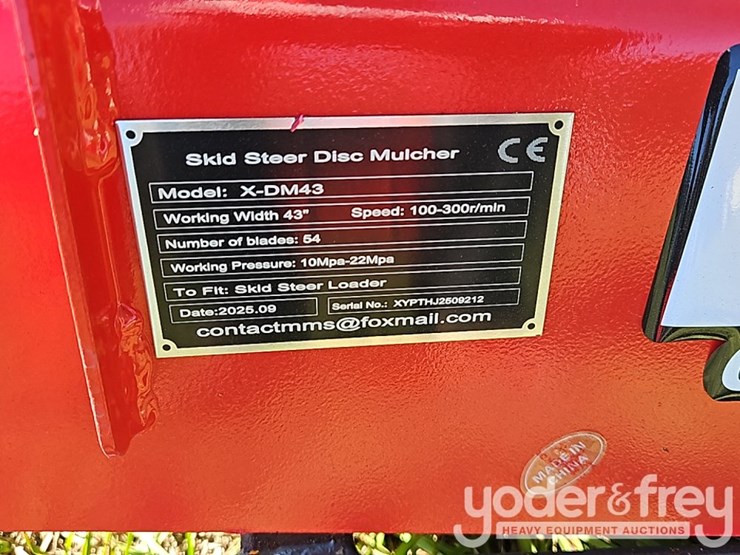 Skid Steer Disc Mulcher CE
Model: X-DM43
Working Width 43" Speed: 100-300r/min
Number of blades: 54
Working Pressure: 10Mpa-22Mpa
To Fit: Skid Steer Loader
Date:2025.09 Serial No.: XYPTHJ2509212
contactmms@foxmail.com
MADE IN
CHINA
yoder&frey
HEAVY EQUIPMENT AUCTIONS